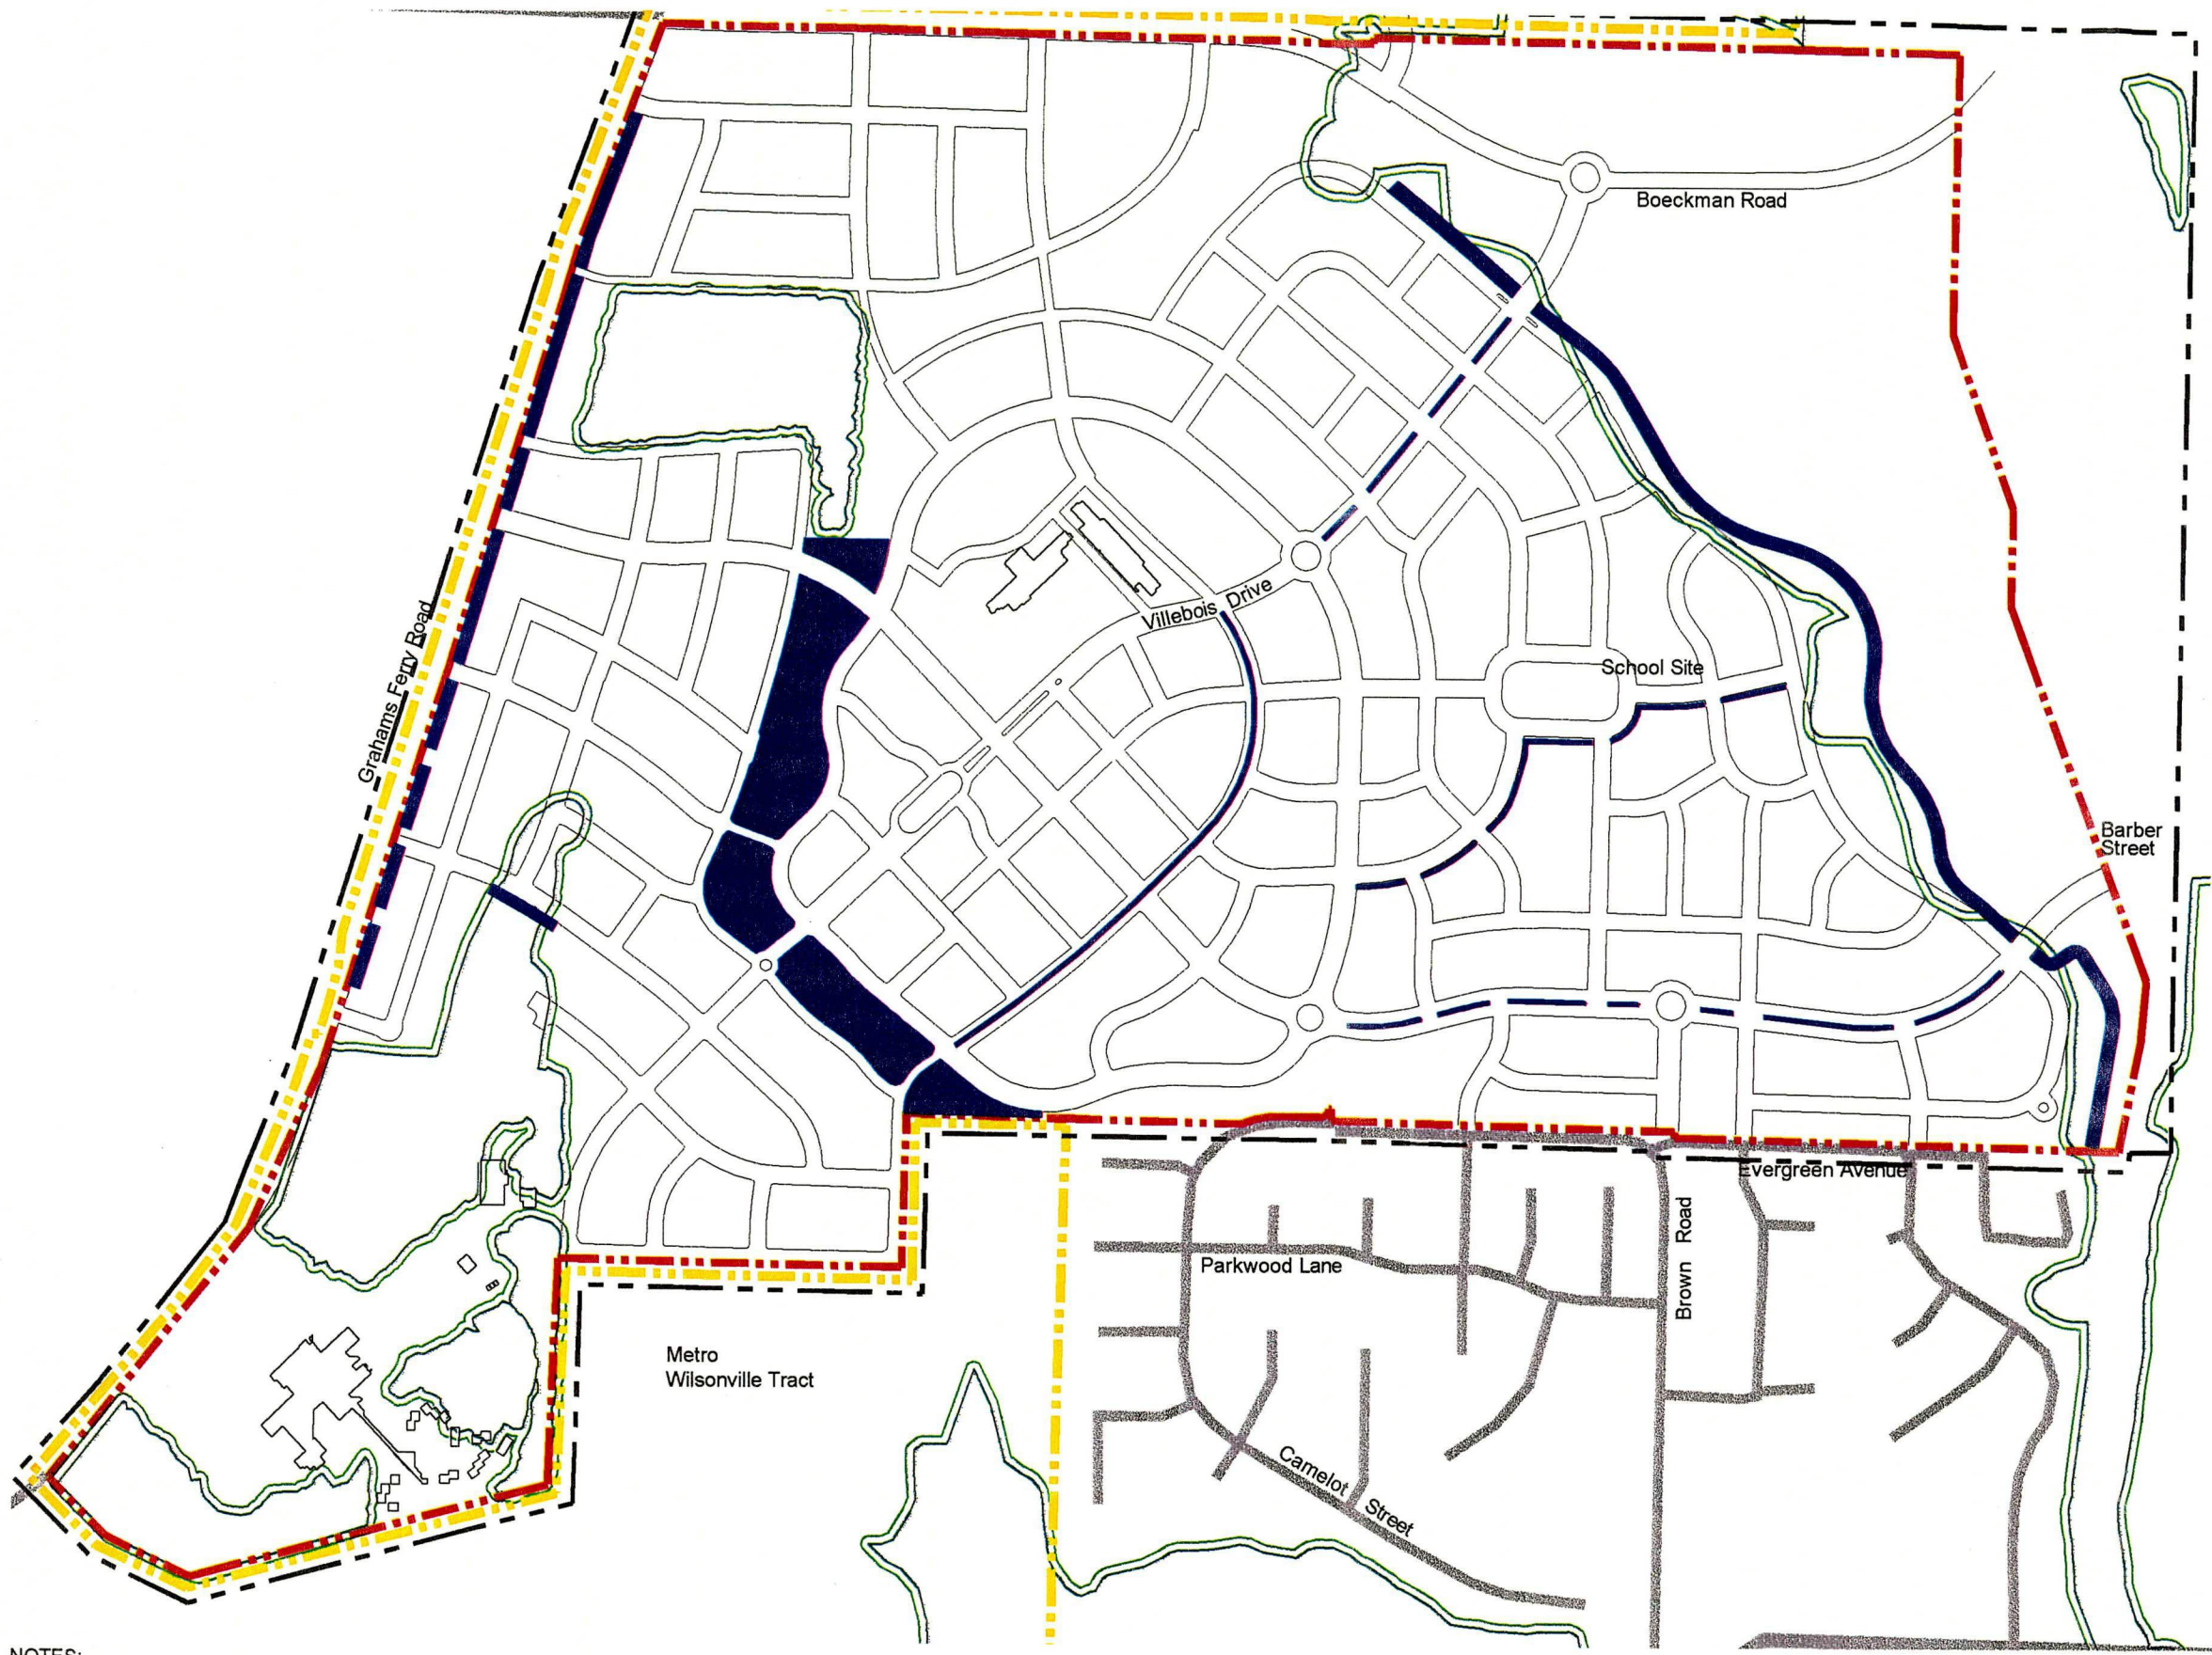 Boeckman Road
Villebois Drive
Grahams Ferry Road
School Site
Barber
Street
Evergreen Avenue
Brown Road
Parkwood Lane
Metro
Wilsonville Tract
Camelot Street
NOTES: